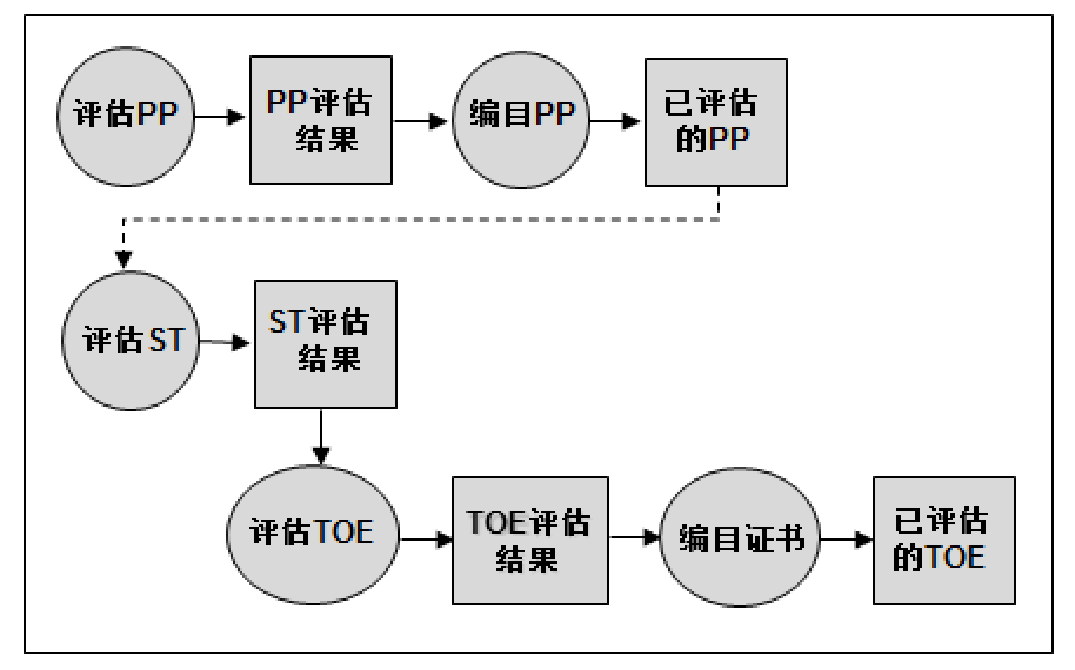 评估PP
PP评估
结果
编目PP
已评估
的PP
评估ST
ST评估
结果
评估TOE
TOE评估
结果
编目证书
已评估
的TOE